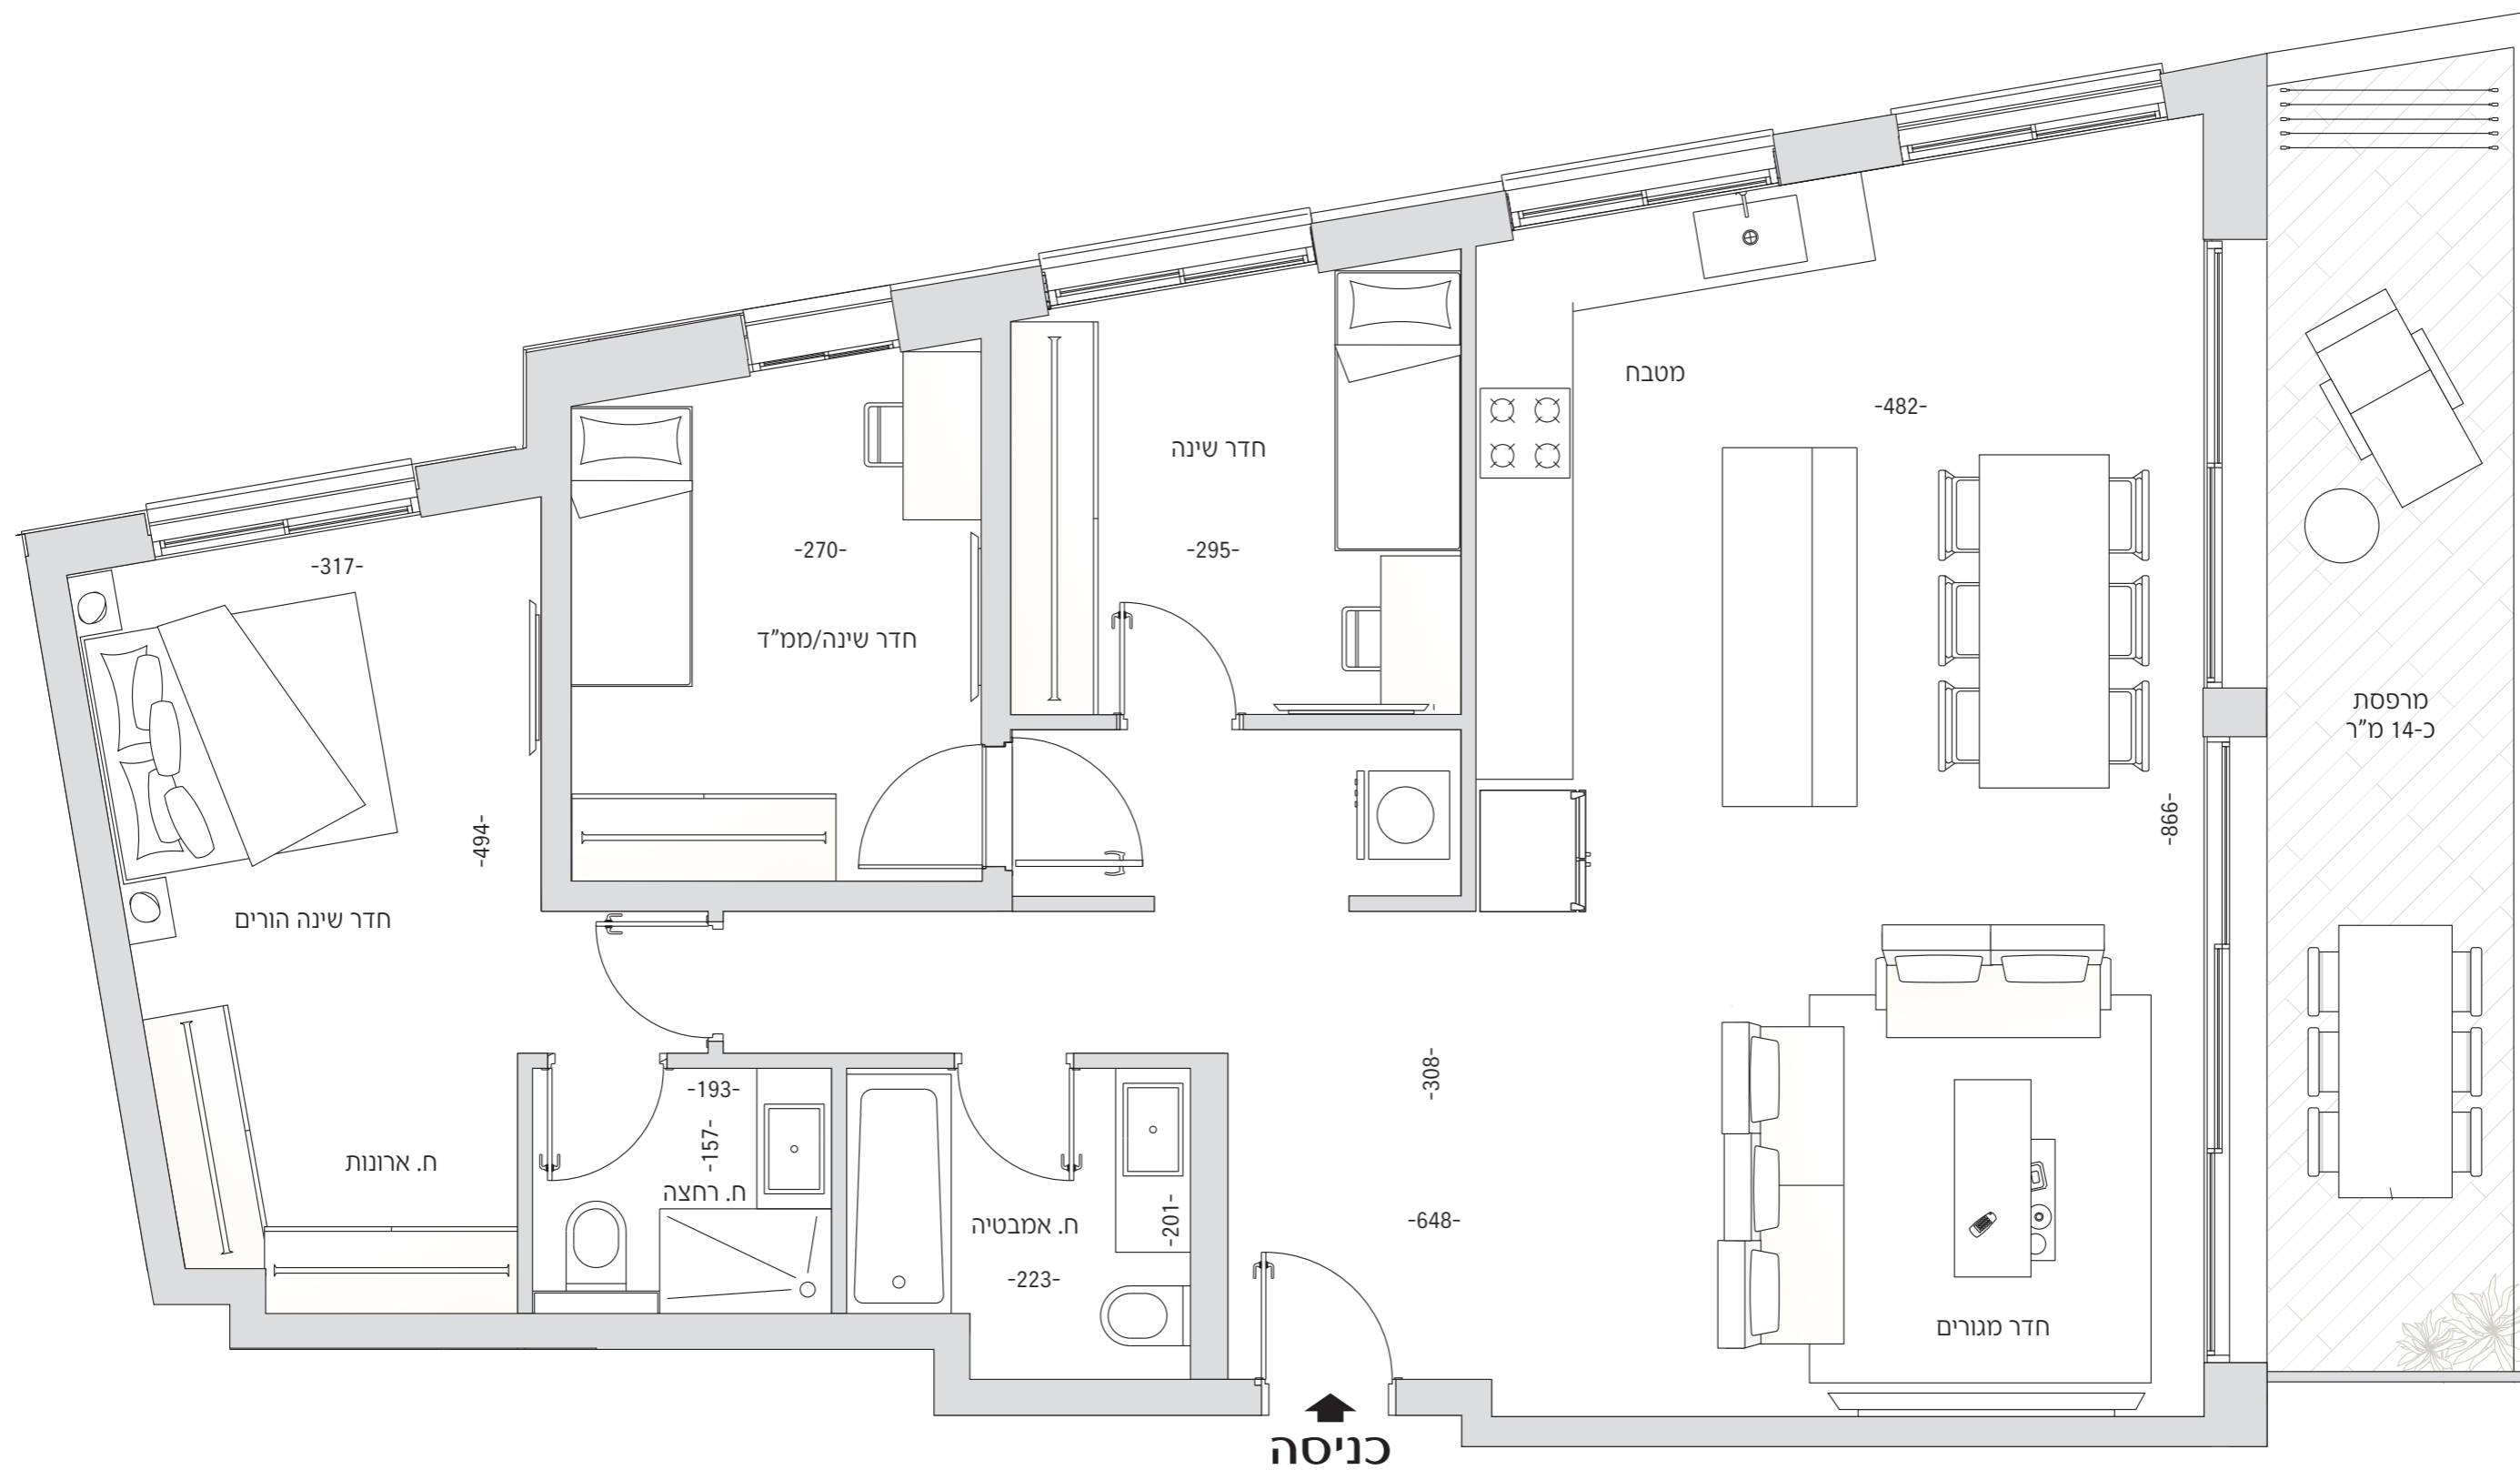 מטבח
-482-
חדר שינה
-295-
-270-
חדר שינה/ממ"ד
-317-
-494-
חדר שינה הורים
מרפסת
כ-14 מ"ר
-866-
-308-
-648-
חדר מגורים
-193-
-157-
ח. רחצה
ח. ארונות
ח. אמבטיה
-201-
-223-
כניסה